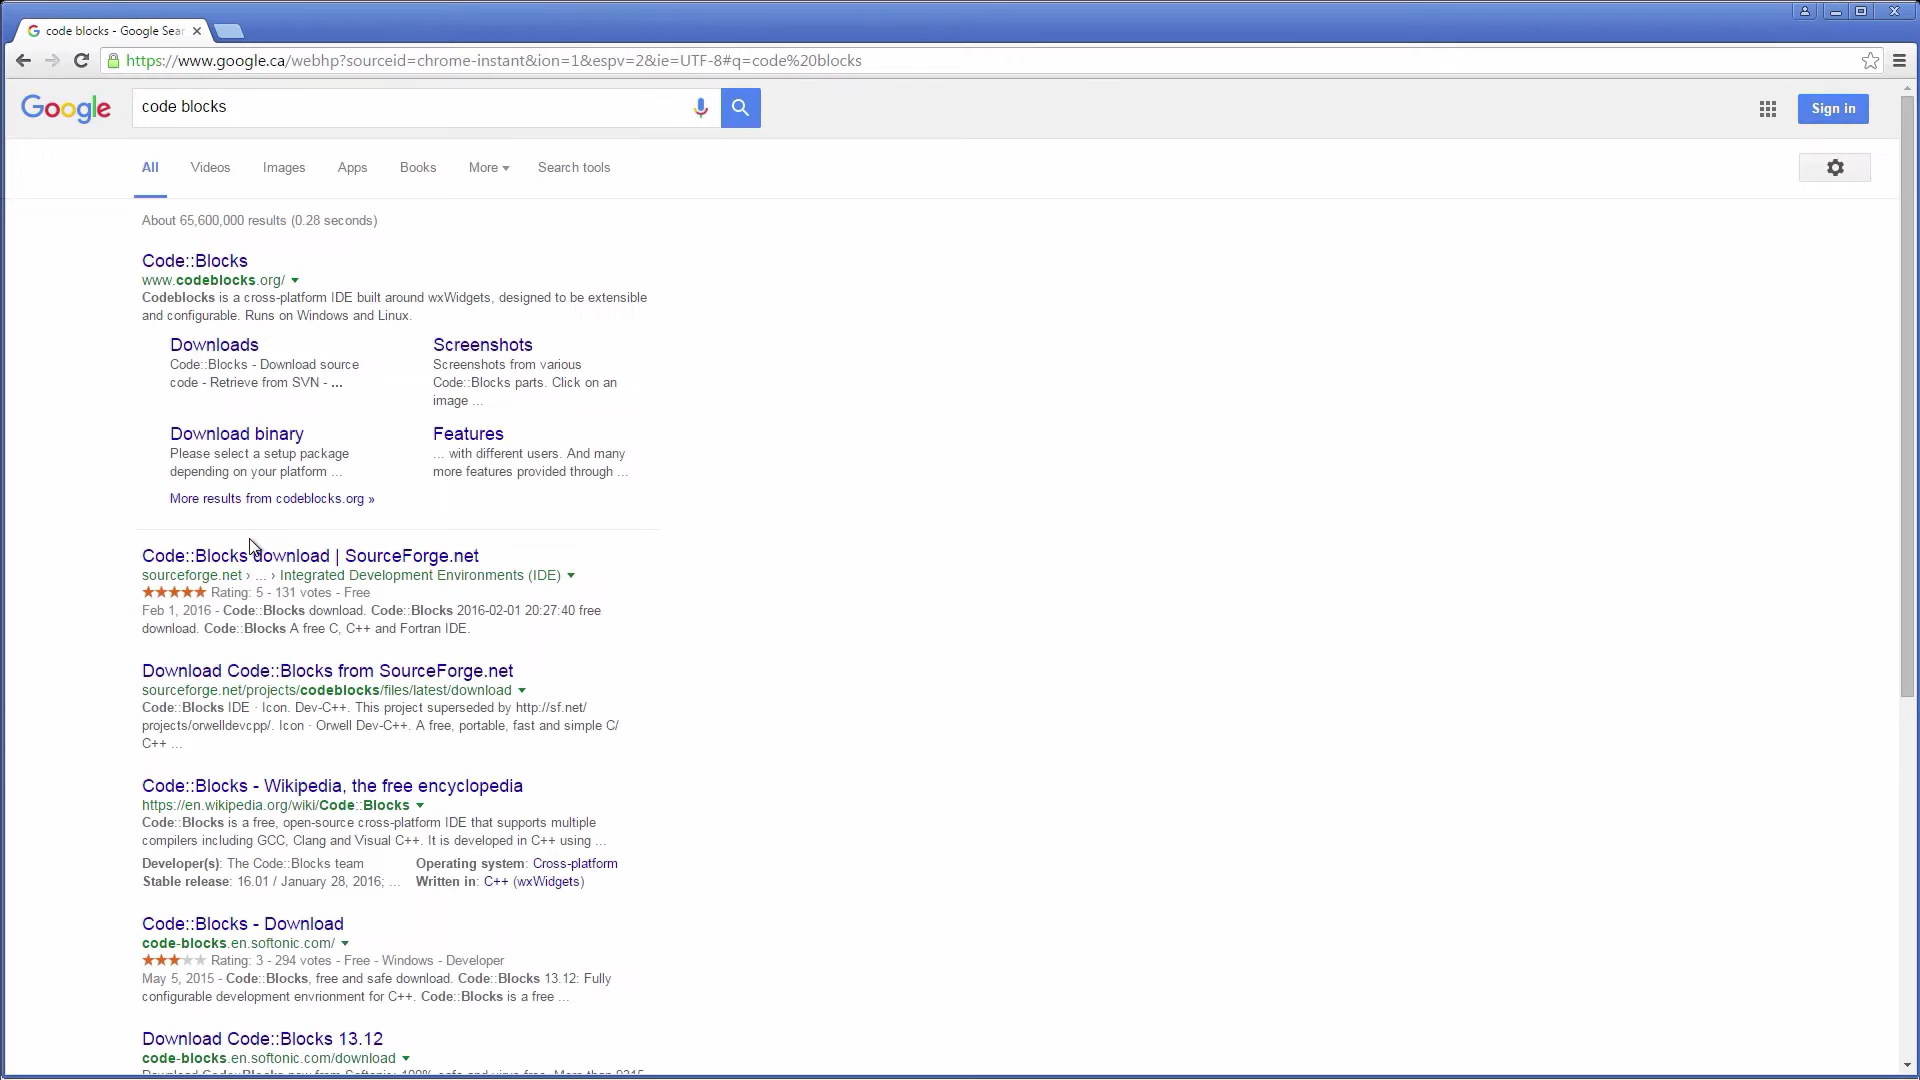 code blocks - Google Sear
https://www.google.ca/webhp?sourceid=chrome-instant&ion=1&espv=2&ie=UTF-8#q=code%20blocks
Google
code blocks
Sign in
All Videos Images Apps Books More Search tools
About 65,600,000 results (0.28 seconds)
Code::Blocks
www.codeblocks.org/
Codeblocks is a cross-platform IDE built around wxWidgets, designed to be extensible
and configurable. Runs on Windows and Linux.
Downloads
Code::Blocks - Download source
code - Retrieve from SVN - ...
Screenshots
Screenshots from various
Code::Blocks parts. Click on an
image ...
Download binary
Please select a setup package
depending on your platform ...
Features
... with different users. And many
more features provided through ...
More results from codeblocks.org »
Code::Blocks download | SourceForge.net
sourceforge.net › ... › Integrated Development Environments (IDE)
★★★★★ Rating: 5 - 131 votes - Free
Feb 1, 2016 - Code::Blocks download. Code::Blocks 2016-02-01 20:27:40 free
download. Code::Blocks A free C, C++ and Fortran IDE.
Download Code::Blocks from SourceForge.net
sourceforge.net/projects/codeblocks/files/latest/download
Code::Blocks IDE · Icon. Dev-C++. This project superseded by http://sf.net/
projects/orwelldevcpp/. Icon · Orwell Dev-C++. A free, portable, fast and simple C/
C++ ...
Code::Blocks - Wikipedia, the free encyclopedia
https://en.wikipedia.org/wiki/Code::Blocks
Code::Blocks is a free, open-source cross-platform IDE that supports multiple
compilers including GCC, Clang and Visual C++. It is developed in C++ using ...
Developer(s): The Code::Blocks team Operating system: Cross-platform
Stable release: 16.01 / January 28, 2016; ... Written in: C++ (wxWidgets)
Code::Blocks - Download
code-blocks.en.softonic.com/
★★★★★ Rating: 3 - 294 votes - Free - Windows - Developer
May 5, 2015 - Code::Blocks, free and safe download. Code::Blocks 13.12: Fully
configurable development envrionment for C++. Code::Blocks is a free ...
Download Code::Blocks 13.12
code-blocks.en.softonic.com/download